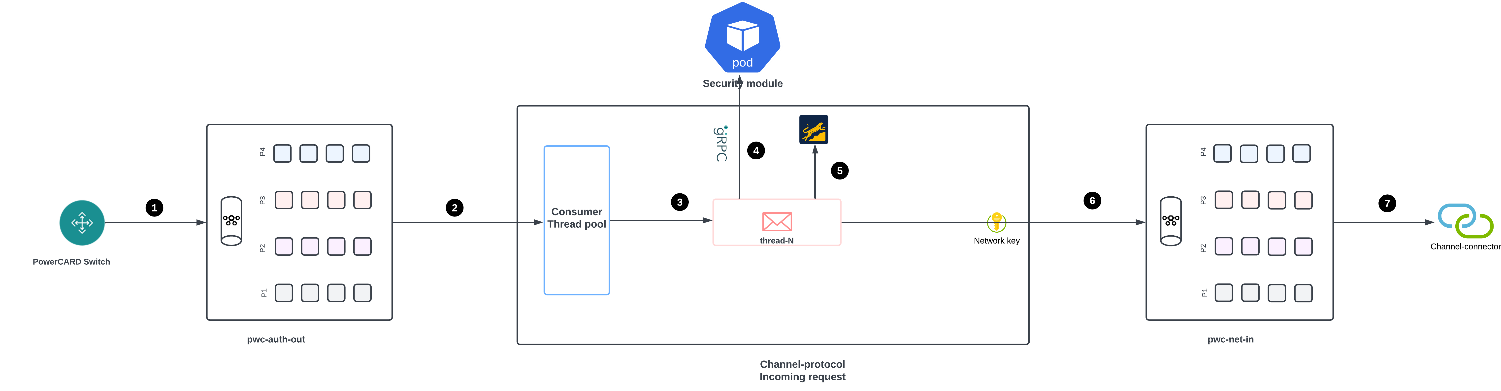 pod
Security module
gRPC
4
5
P4
P3
P2
P1
1
PowerCARD Switch
pwc-auth-out
2
Consumer
Thread pool
3
thread-N
Network key
Channel-protocol
Incoming request
6
P4
P3
P2
P1
pwc-net-in
7
Channel-connector